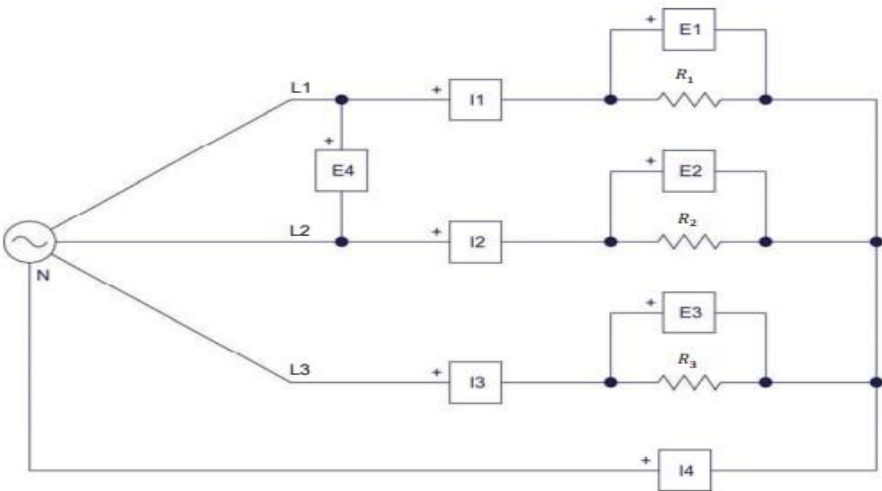 + E1
R₁
L1 + I1
+ E4
+ E2
R₂
L2 + I2
N
+ E3
R₃
L3 + I3
+ I4